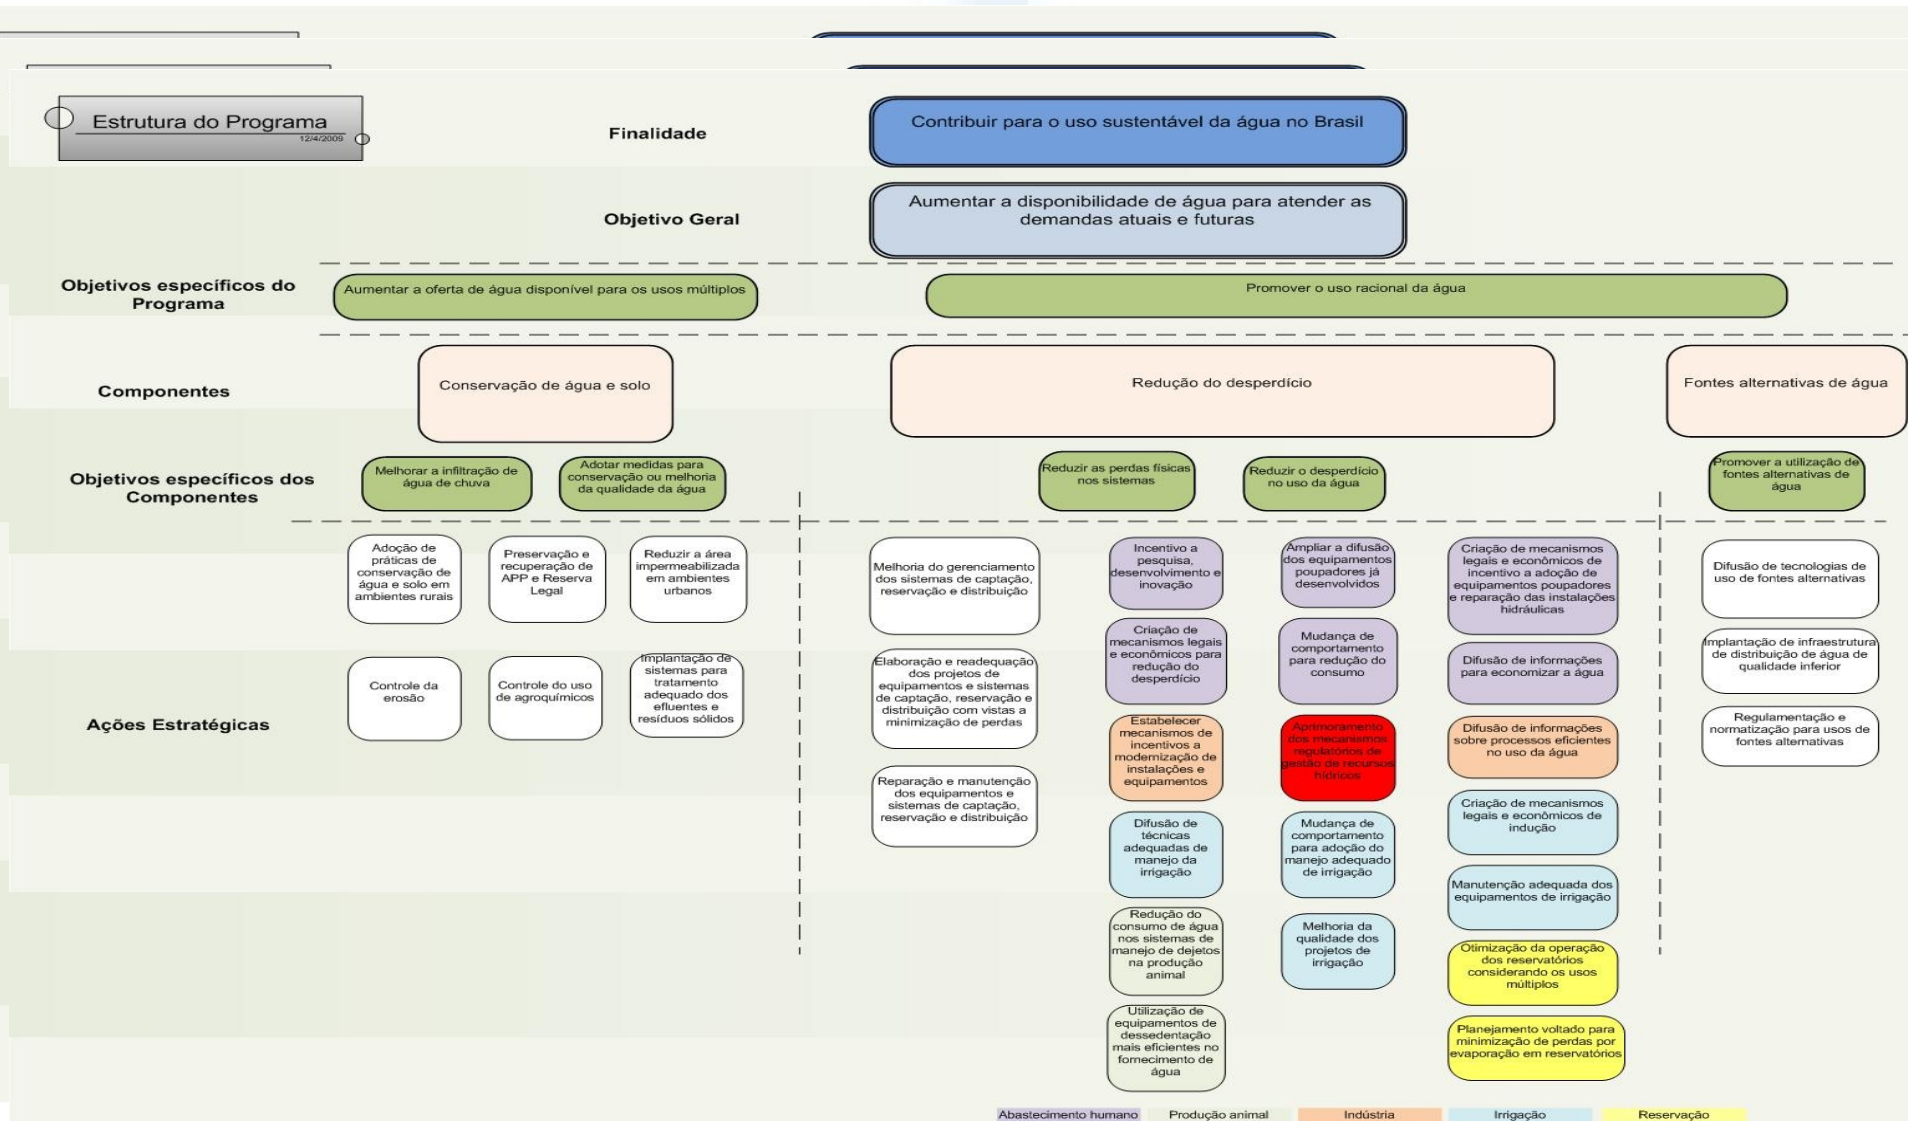 Estrutura do Programa
12/4/2009
Finalidade
Contribuir para o uso sustentável da água no Brasil
Objetivo Geral
Aumentar a disponibilidade de água para atender as
demandas atuais e futuras
Objetivos específicos do
Programa
Aumentar a oferta de água disponível para os usos múltiplos
Promover o uso racional da água
Componentes
Conservação de água e solo
Redução do desperdício
Fontes alternativas de água
Objetivos específicos dos
Componentes
Melhorar a infiltração de
água de chuva
Adotar medidas para
conservação ou melhoria
da qualidade da água
Reduzir as perdas físicas
nos sistemas
Reduzir o desperdício
no uso da água
Promover a utilização de
fontes alternativas de
água
Ações Estratégicas
Adoção de
práticas de
conservação de
água e solo em
ambientes rurais
Preservação e
recuperação de
APP e Reserva
Legal
Reduzir a área
impermeabilizada
em ambientes
urbanos
Controle da
erosão
Controle do uso
de agroquímicos
Implantação de
sistemas para
tratamento
adequado dos
efluentes e
resíduos sólidos
Melhoria do gerenciamento
dos sistemas de captação,
reservação e distribuição
Elaboração e readequação
dos projetos de
equipamentos e sistemas
de captação, reservação e
distribuição com vistas a
minimização de perdas
Reparação e manutenção
dos equipamentos e
sistemas de captação,
reservação e distribuição
Incentivo a
pesquisa,
desenvolvimento e
inovação
Criação de
mecanismos legais
e econômicos para
redução do
desperdício
Estabelecer
mecanismos de
incentivos a
modernização de
instalações e
equipamentos
Difusão de
técnicas
adequadas de
manejo da
irrigação
Redução do
consumo de água
nos sistemas de
manejo de dejetos
na produção
animal
Utilização de
equipamentos de
dessedentação
mais eficientes no
fornecimento de
água
Ampliar a difusão
dos equipamentos
poupadores já
desenvolvidos
Mudança de
comportamento
para redução do
consumo
Aprimoramento
dos mecanismos
regulatórios de
gestão de recursos
hídricos
Mudança de
comportamento
para adoção do
manejo adequado
de irrigação
Melhoria da
qualidade dos
projetos de
irrigação
Criação de mecanismos
legais e econômicos de
incentivo a adoção de
equipamentos poupadores
e reparação das instalações
hidráulicas
Difusão de informações
para economizar a água
Difusão de informações
sobre processos eficientes
no uso da água
Criação de mecanismos
legais e econômicos de
indução
Manutenção adequada dos
equipamentos de irrigação
Otimização da operação
dos reservatórios
considerando os usos
múltiplos
Planejamento voltado para
minimização de perdas por
evaporação em reservatórios
Difusão de tecnologias de
uso de fontes alternativas
Implantação de infraestrutura
de distribuição de água de
qualidade inferior
Regulamentação e
normatização para usos de
fontes alternativas
Abastecimento humano
Produção animal
Indústria
Irrigação
Reservação